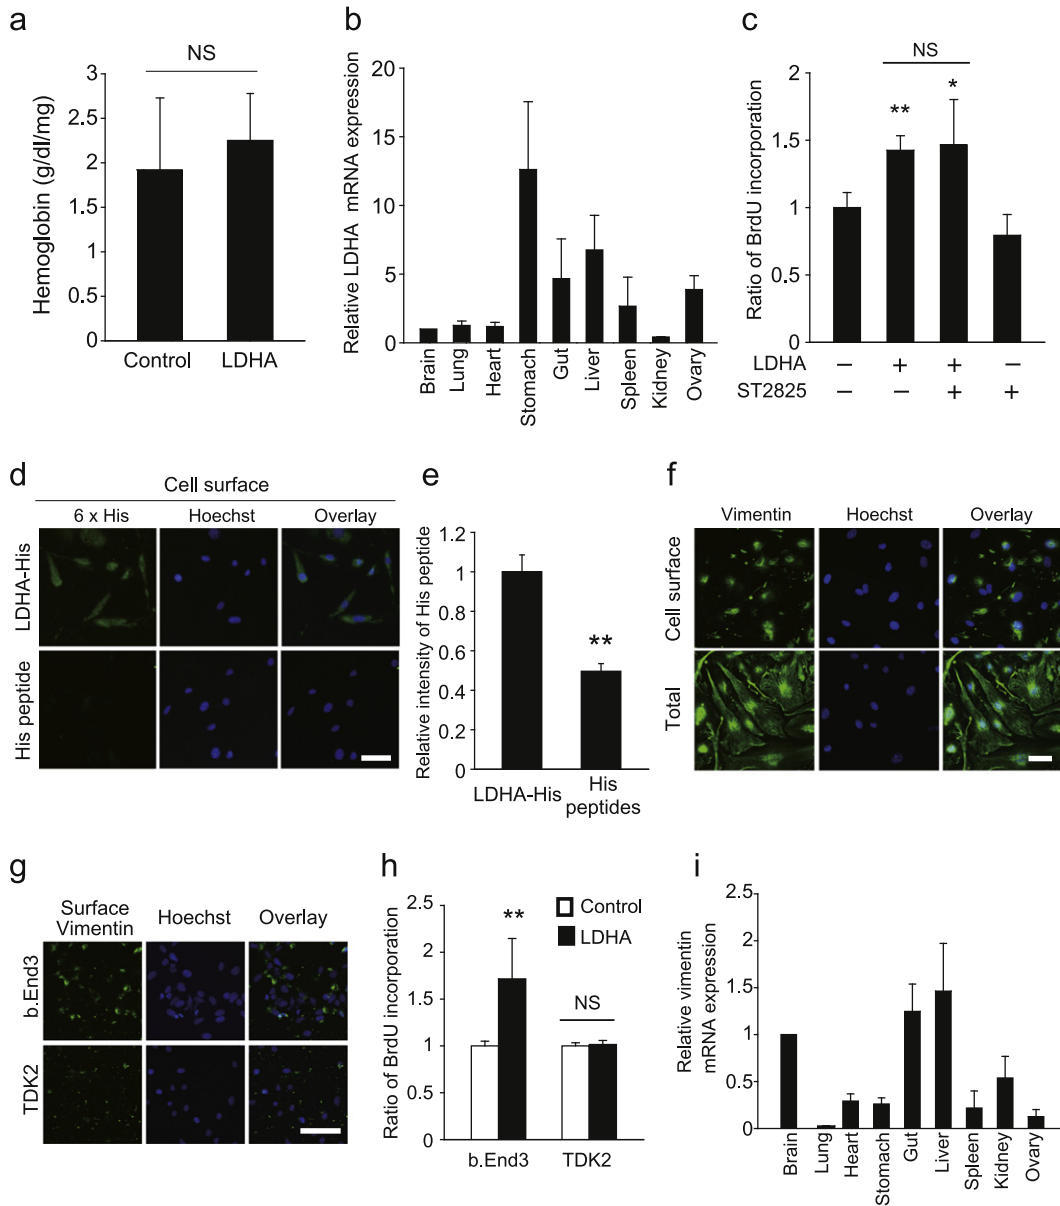 a
NS
Hemoglobin (g/dl/mg)
3
2.5
2
1.5
1
0.5
0
Control
LDHA
b
Relative LDHA mRNA expression
20
15
10
5
0
Brain
Lung
Heart
Stomach
Gut
Liver
Spleen
Kidney
Ovary
c
NS
Ratio of BrdU incorporation
2
1.5
1
0.5
0
**
*
LDHA − + + −
ST2825 − − + +
d
Cell surface
6 x His Hoechst Overlay
LDHA-His
His peptide
e
Relative intensity of His peptide
1.2
1
0.8
0.6
0.4
0.2
0
**
LDHA-His
His
peptides
f
Vimentin Hoechst Overlay
Cell surface
Total
g
Surface
Vimentin
Hoechst Overlay
b.End3
TDK2
h
Ratio of BrdU incorporation
2.5
2
1.5
1
0.5
0
**
NS
Control
LDHA
b.End3
TDK2
i
Relative vimentin
mRNA expression
2.5
2
1.5
1
0.5
0
Brain
Lung
Heart
Stomach
Gut
Liver
Spleen
Kidney
Ovary